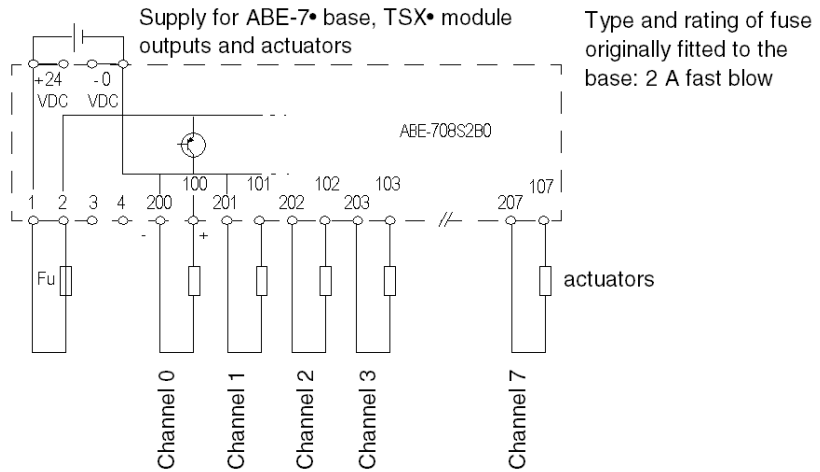 Supply for ABE-7• base, TSX• module
outputs and actuators
Type and rating of fuse
originally fitted to the
base: 2 A fast blow
+24
VDC
-0
VDC
ABE-708S2B0
100
101
102
103
107
1
2
3
4
200
201
202
203
207
-
+
Fu
actuators
Channel 0
Channel 1
Channel 2
Channel 3
Channel 7